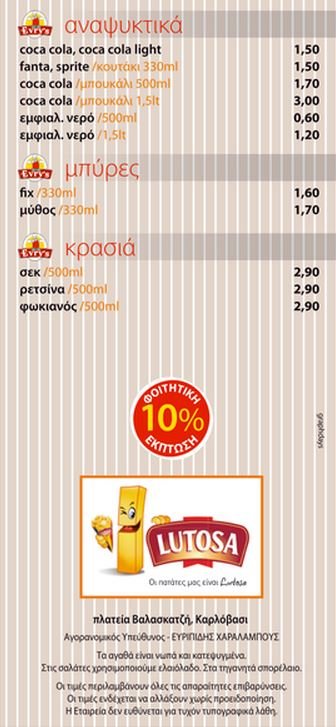 Evry's
αναψυκτικά
coca cola, coca cola light 1,50
fanta, sprite /κουτάκι 330ml 1,50
coca cola /μπουκάλι 500ml 1,70
coca cola /μπουκάλι 1,5lt 3,00
εμφιαλ. νερό /500ml 0,60
εμφιαλ. νερό /1,5lt 1,20
Evry's
μπύρες
fix /330ml 1,60
μύθος /330ml 1,70
Evry's
κρασιά
σεκ /500ml 2,90
ρετσίνα /500ml 2,90
φωκιανός /500ml 2,90
ΦΟΙΤΗΤΙΚΗ
10%
ΕΚΠΤΩΣΗ
graphidays
LUTOSA
Οι πατάτες μας είναι Lutosa
πλατεία Βαλασκατζή, Καρλόβασι
Αγορανομικός Υπεύθυνος - ΕΥΡΙΠΙΔΗΣ ΧΑΡΑΛΑΜΠΟΥΣ
Τα αγαθά είναι νωπά και κατεψυγμένα.
Στις σαλάτες χρησιμοποιούμε ελαιόλαδο. Στα τηγανητά σπορέλαιο.
Οι τιμές περιλαμβάνουν όλες τις απαραίτητες επιβαρύνσεις.
Οι τιμές ενδέχεται να αλλάξουν χωρίς προειδοποίηση.
Η Εταιρεία δεν ευθύνεται για τυχόν τυπογραφικά λάθη.